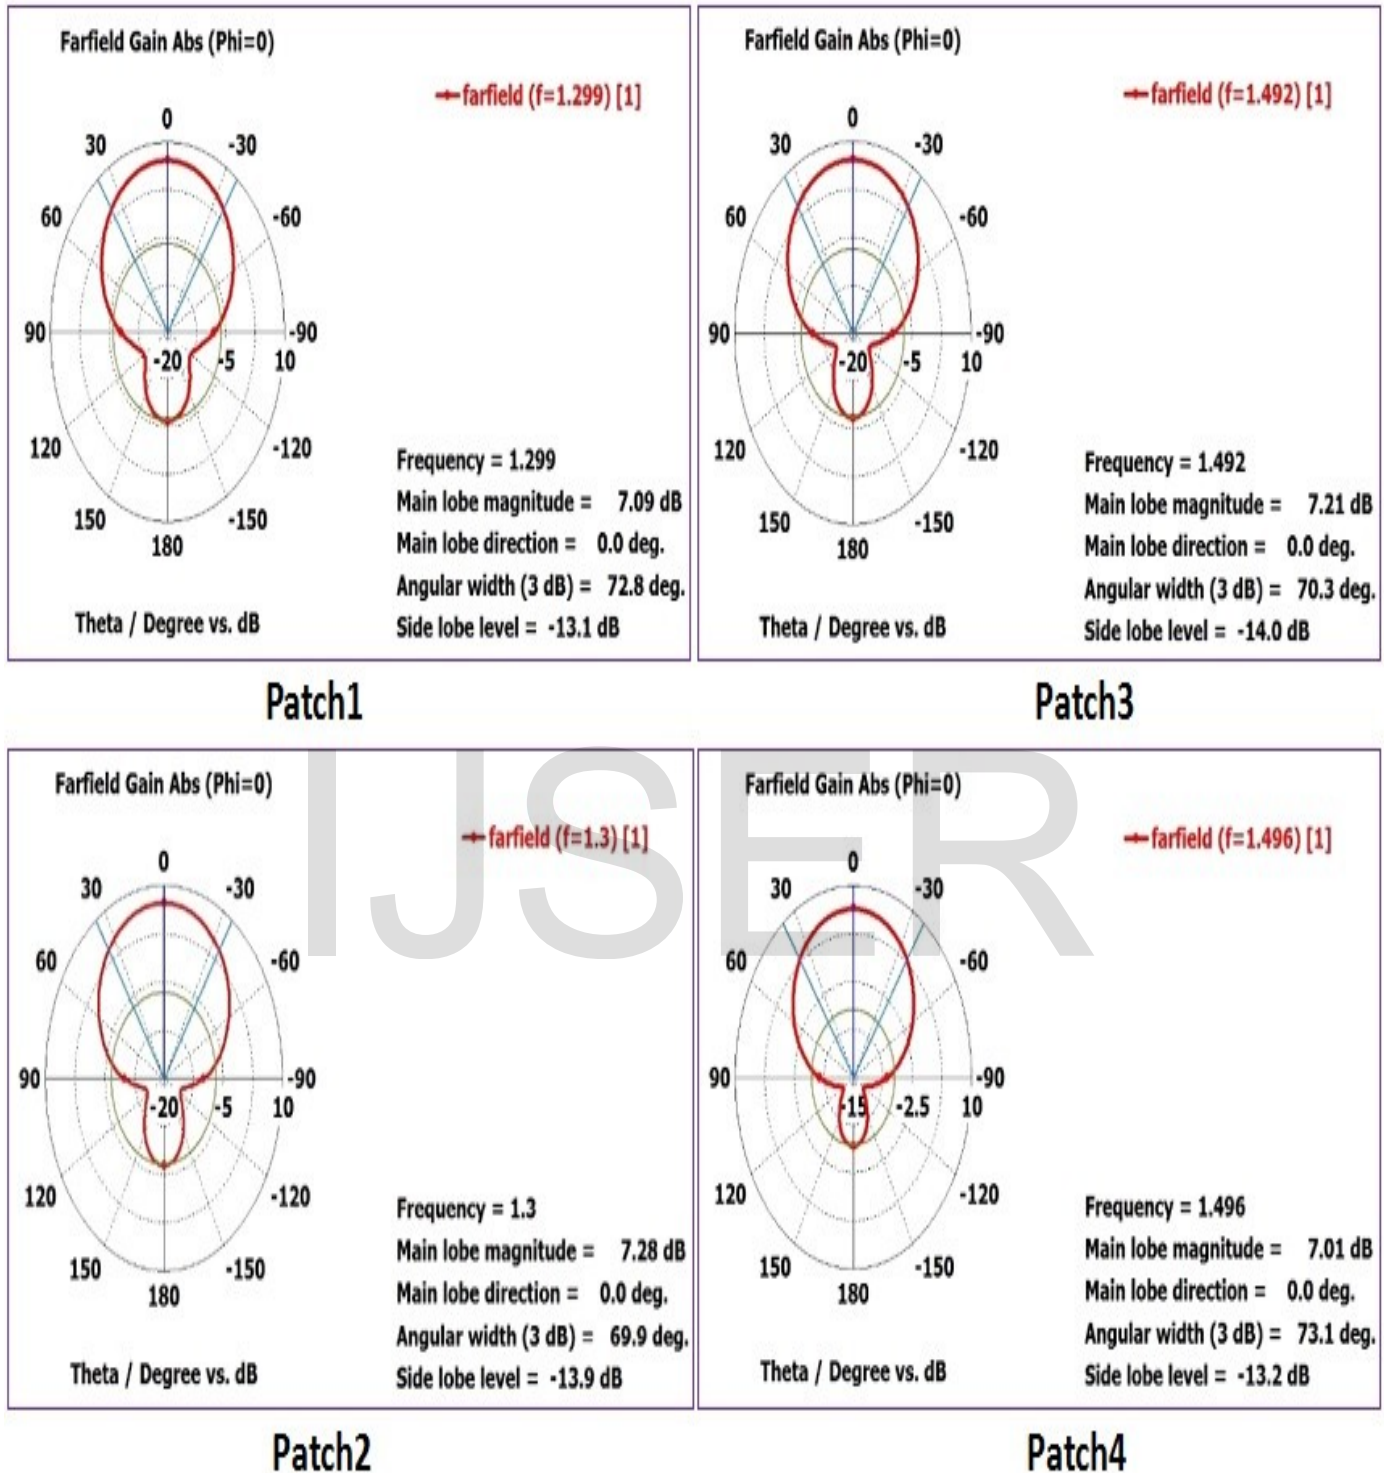 Farfield Gain Abs (Phi=0)
farfield (f=1.299) [1]
0
30
-30
60
-60
90
-90
-20
-5
10
120
-120
150
-150
180
Frequency = 1.299
Main lobe magnitude = 7.09 dB
Main lobe direction = 0.0 deg.
Angular width (3 dB) = 72.8 deg.
Side lobe level = -13.1 dB
Theta / Degree vs. dB
Patch1
Farfield Gain Abs (Phi=0)
farfield (f=1.492) [1]
0
30
-30
60
-60
90
-90
-20
-5
10
120
-120
150
-150
180
Frequency = 1.492
Main lobe magnitude = 7.21 dB
Main lobe direction = 0.0 deg.
Angular width (3 dB) = 70.3 deg.
Side lobe level = -14.0 dB
Theta / Degree vs. dB
Patch3
IJSER
Farfield Gain Abs (Phi=0)
farfield (f=1.3) [1]
0
30
-30
60
-60
90
-90
-20
-5
10
120
-120
150
-150
180
Frequency = 1.3
Main lobe magnitude = 7.28 dB
Main lobe direction = 0.0 deg.
Angular width (3 dB) = 69.9 deg.
Side lobe level = -13.9 dB
Theta / Degree vs. dB
Patch2
Farfield Gain Abs (Phi=0)
farfield (f=1.496) [1]
0
30
-30
60
-60
90
-90
-15
-2.5
10
120
-120
150
-150
180
Frequency = 1.496
Main lobe magnitude = 7.01 dB
Main lobe direction = 0.0 deg.
Angular width (3 dB) = 73.1 deg.
Side lobe level = -13.2 dB
Theta / Degree vs. dB
Patch4